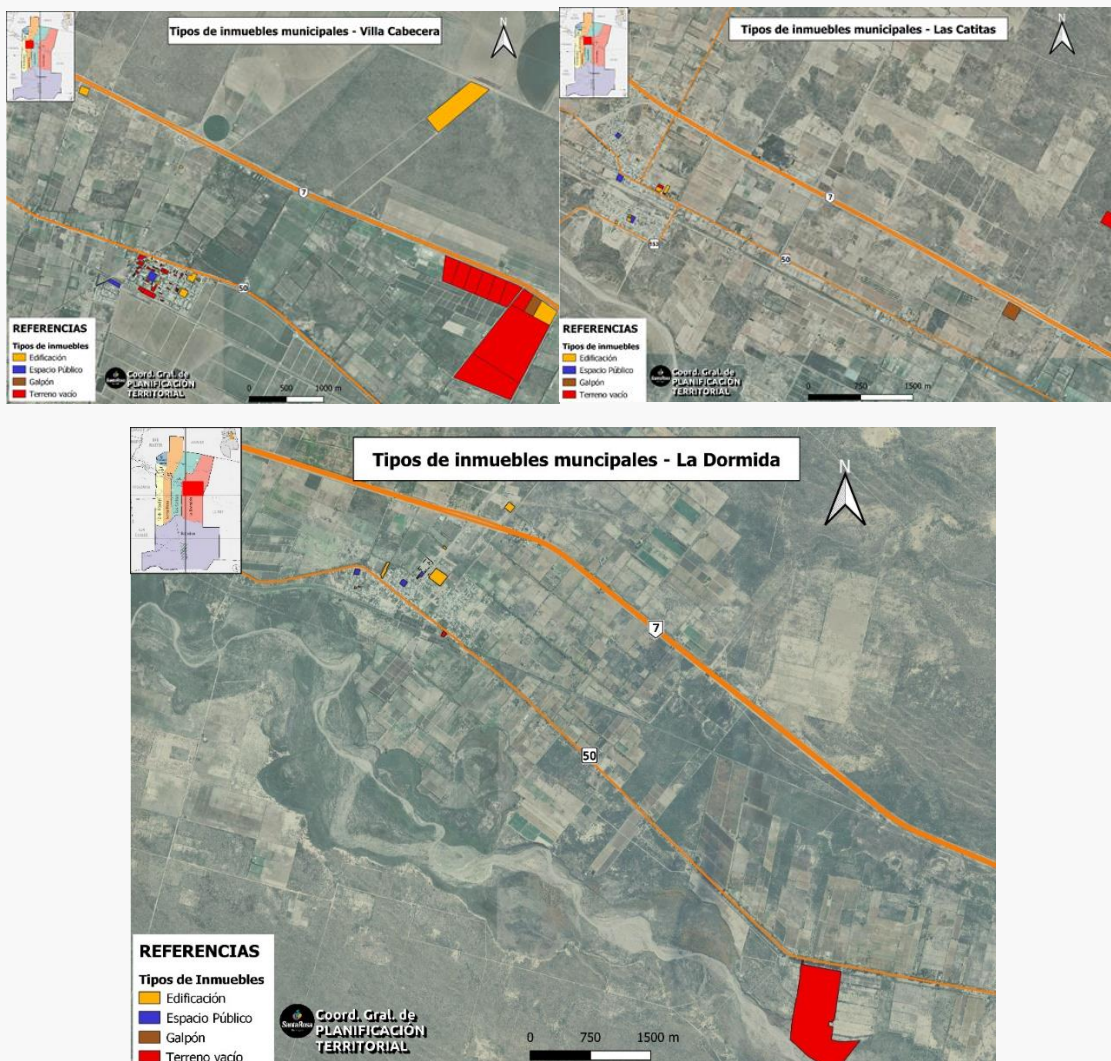 Tipos de inmuebles municipales - Villa Cabecera
N
7
50
REFERENCIAS
Tipos de inmuebles
Edificación
Espacio Público
Galpón
Terreno vacío
SantaRosa
Coord. Gral. de
PLANIFICACIÓN
TERRITORIAL
0 500 1000 m
Tipos de inmuebles municipales - Las Catitas
N
7
50
153
REFERENCIAS
Tipos de inmuebles
Edificación
Espacio Público
Galpón
Terreno vacío
SantaRosa
Coord. Gral. de
PLANIFICACIÓN
TERRITORIAL
0 750 1500 m
Tipos de inmuebles muncipales - La Dormida
N
7
50
REFERENCIAS
Tipos de Inmuebles
Edificación
Espacio Público
Galpón
Terreno vacío
SantaRosa
Coord. Gral. de
PLANIFICACIÓN
TERRITORIAL
0 750 1500 m